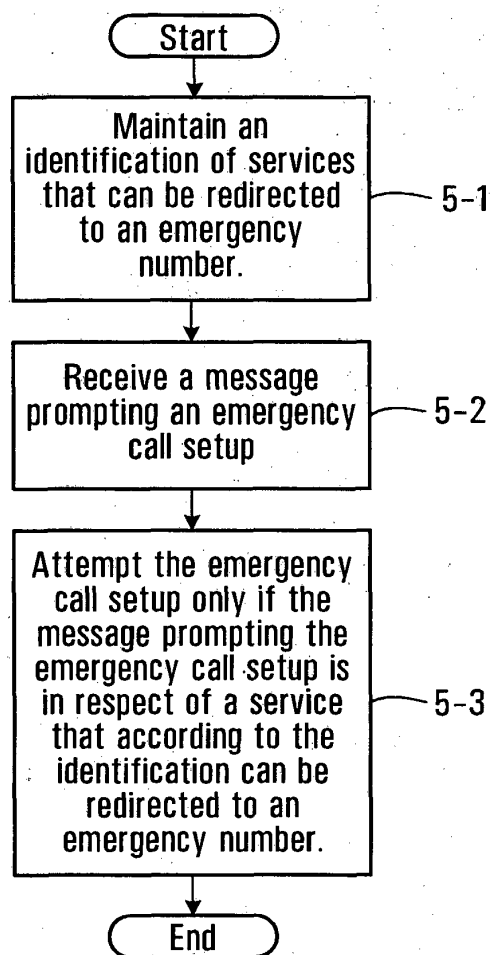 Start
Maintain an
identification of services
that can be redirected
to an emergency
number.
5-1
Receive a message
prompting an emergency
call setup
5-2
Attempt the emergency
call setup only if the
message prompting the
emergency call setup is
in respect of a service
that according to the
identification can be
redirected to an
emergency number.
5-3
End